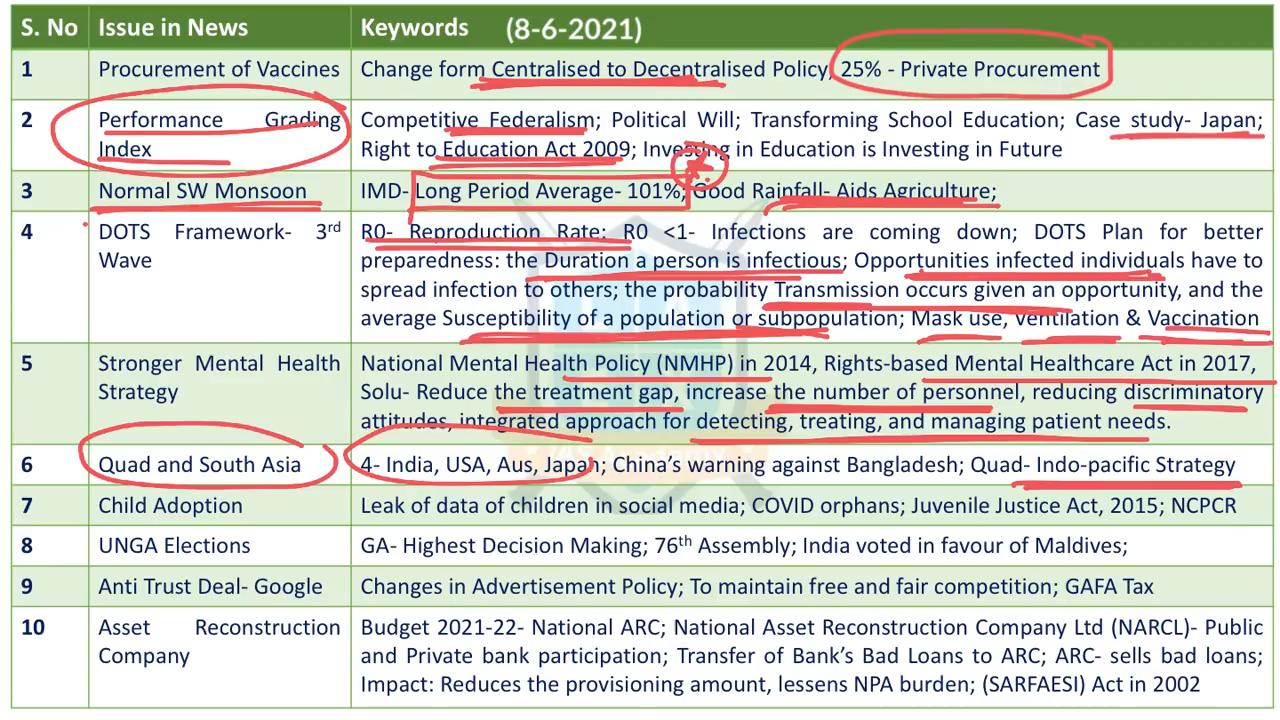 S. No Issue in News Keywords (8-6-2021)
1 Procurement of Vaccines Change form Centralised to Decentralised Policy, 25% - Private Procurement
2 Performance Grading Competitive Federalism; Political Will; Transforming School Education; Case study- Japan;
Index Right to Education Act 2009; Investing in Education is Investing in Future
3 Normal SW Monsoon IMD- Long Period Average- 101%; Good Rainfall- Aids Agriculture;
4 DOTS Framework- 3rd R0- Reproduction Rate; R0 <1- Infections are coming down; DOTS Plan for better
Wave preparedness: the Duration a person is infectious; Opportunities infected individuals have to
spread infection to others; the probability Transmission occurs given an opportunity, and the
average Susceptibility of a population or subpopulation; Mask use, Ventilation & Vaccination
5 Stronger Mental Health National Mental Health Policy (NMHP) in 2014, Rights-based Mental Healthcare Act in 2017,
Strategy Solu- Reduce the treatment gap, increase the number of personnel, reducing discriminatory
attitudes, integrated approach for detecting, treating, and managing patient needs.
6 Quad and South Asia 4- India, USA, Aus, Japan; China's warning against Bangladesh; Quad- Indo-pacific Strategy
7 Child Adoption Leak of data of children in social media; COVID orphans; Juvenile Justice Act, 2015; NCPCR
8 UNGA Elections GA- Highest Decision Making; 76th Assembly; India voted in favour of Maldives;
9 Anti Trust Deal- Google Changes in Advertisement Policy; To maintain free and fair competition; GAFA Tax
10 Asset Reconstruction Budget 2021-22- National ARC; National Asset Reconstruction Company Ltd (NARCL)- Public
Company and Private bank participation; Transfer of Bank's Bad Loans to ARC; ARC- sells bad loans;
Impact: Reduces the provisioning amount, lessens NPA burden; (SARFAESI) Act in 2002